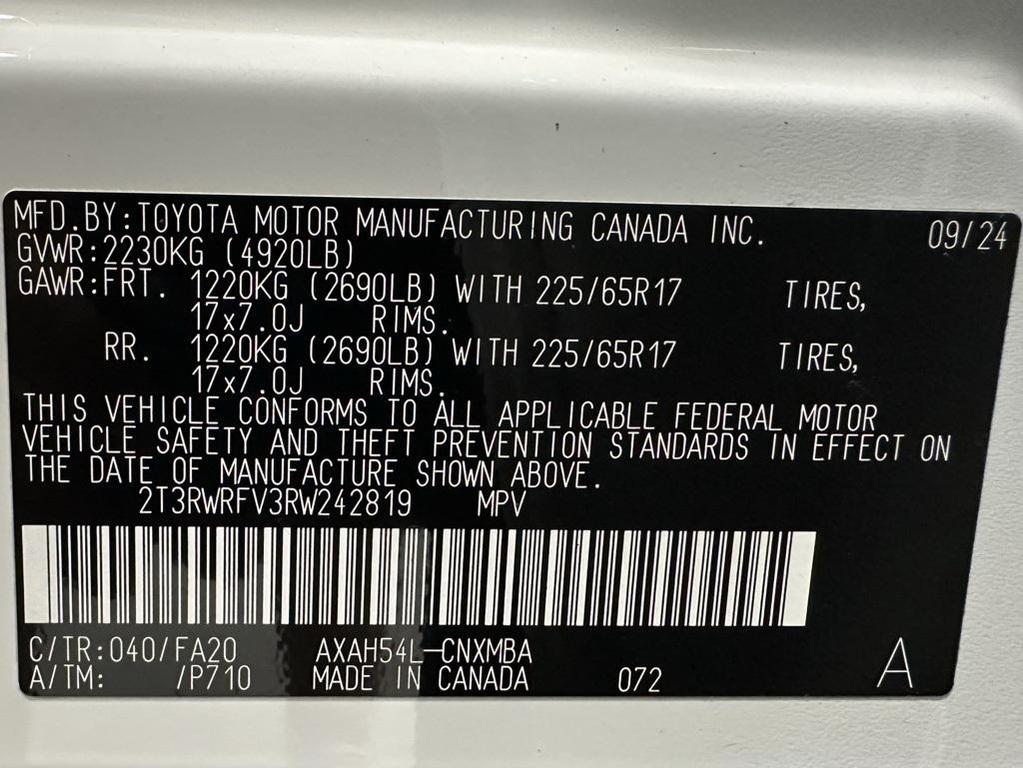 MFD.BY:TOYOTA MOTOR MANUFACTURING CANADA INC. 09/24
GVWR:2230KG (4920LB)
GAWR:FRT. 1220KG (2690LB) WITH 225/65R17 TIRES,
17x7.0J RIMS.
RR. 1220KG (2690LB) WITH 225/65R17 TIRES,
17x7.0J RIMS.
THIS VEHICLE CONFORMS TO ALL APPLICABLE FEDERAL MOTOR
VEHICLE SAFETY AND THEFT PREVENTION STANDARDS IN EFFECT ON
THE DATE OF MANUFACTURE SHOWN ABOVE.
2T3RWRFV3RW242819 MPV
C/TR:040/FA20 AXAH54L-CNXMBA A
A/TM: /P710 MADE IN CANADA 072